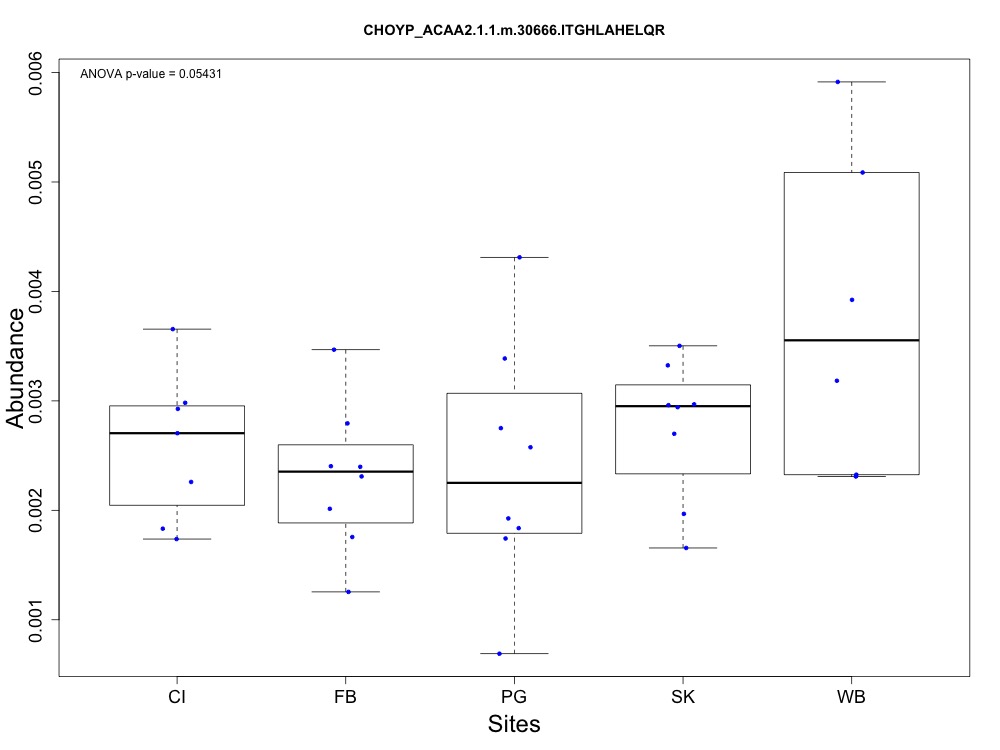 CHOYP_ACAA2.1.1.m.30666.ITGHLAHELQR
ANOVA p-value = 0.05431
0.006
0.005
0.004
0.003
0.002
0.001
Abundance
CI FB PG SK WB
Sites